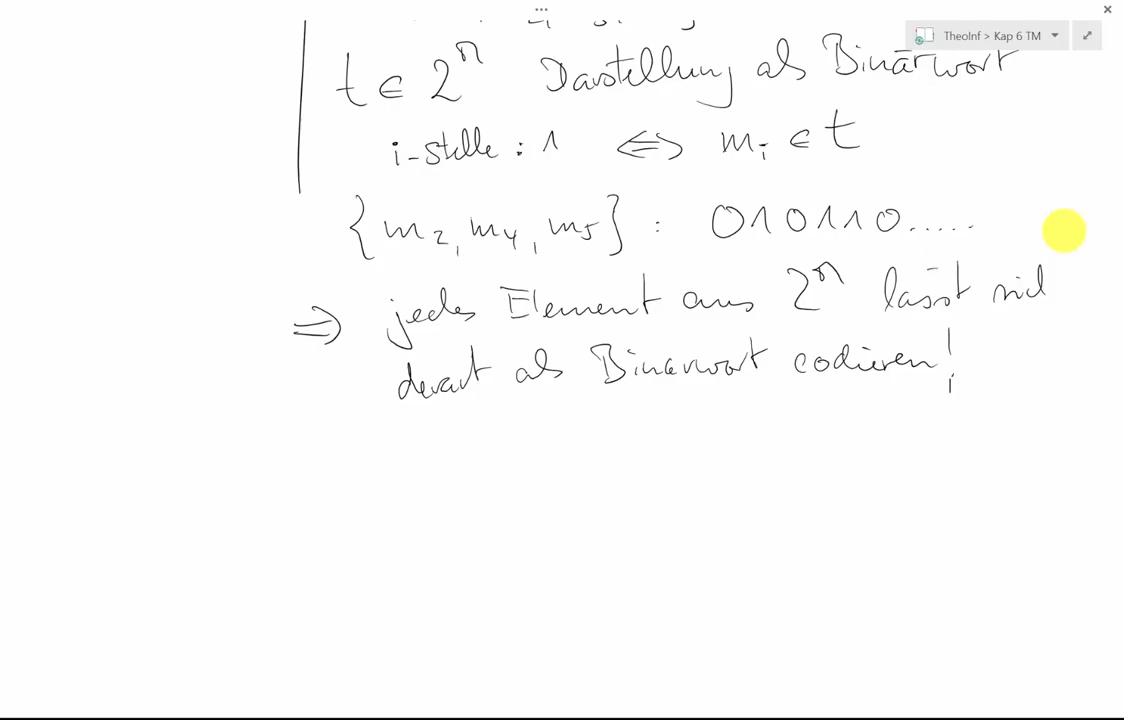 TheoInf > Kap 6 TM
t ∈ 2^M Darstellung als Binärwort
i-stelle : 1 ⇔ m_i ∈ t
{m_2, m_4, m_5} : 010110.....
⇒ jedes Element aus 2^M lässt sich
derart als Binärwort codieren!